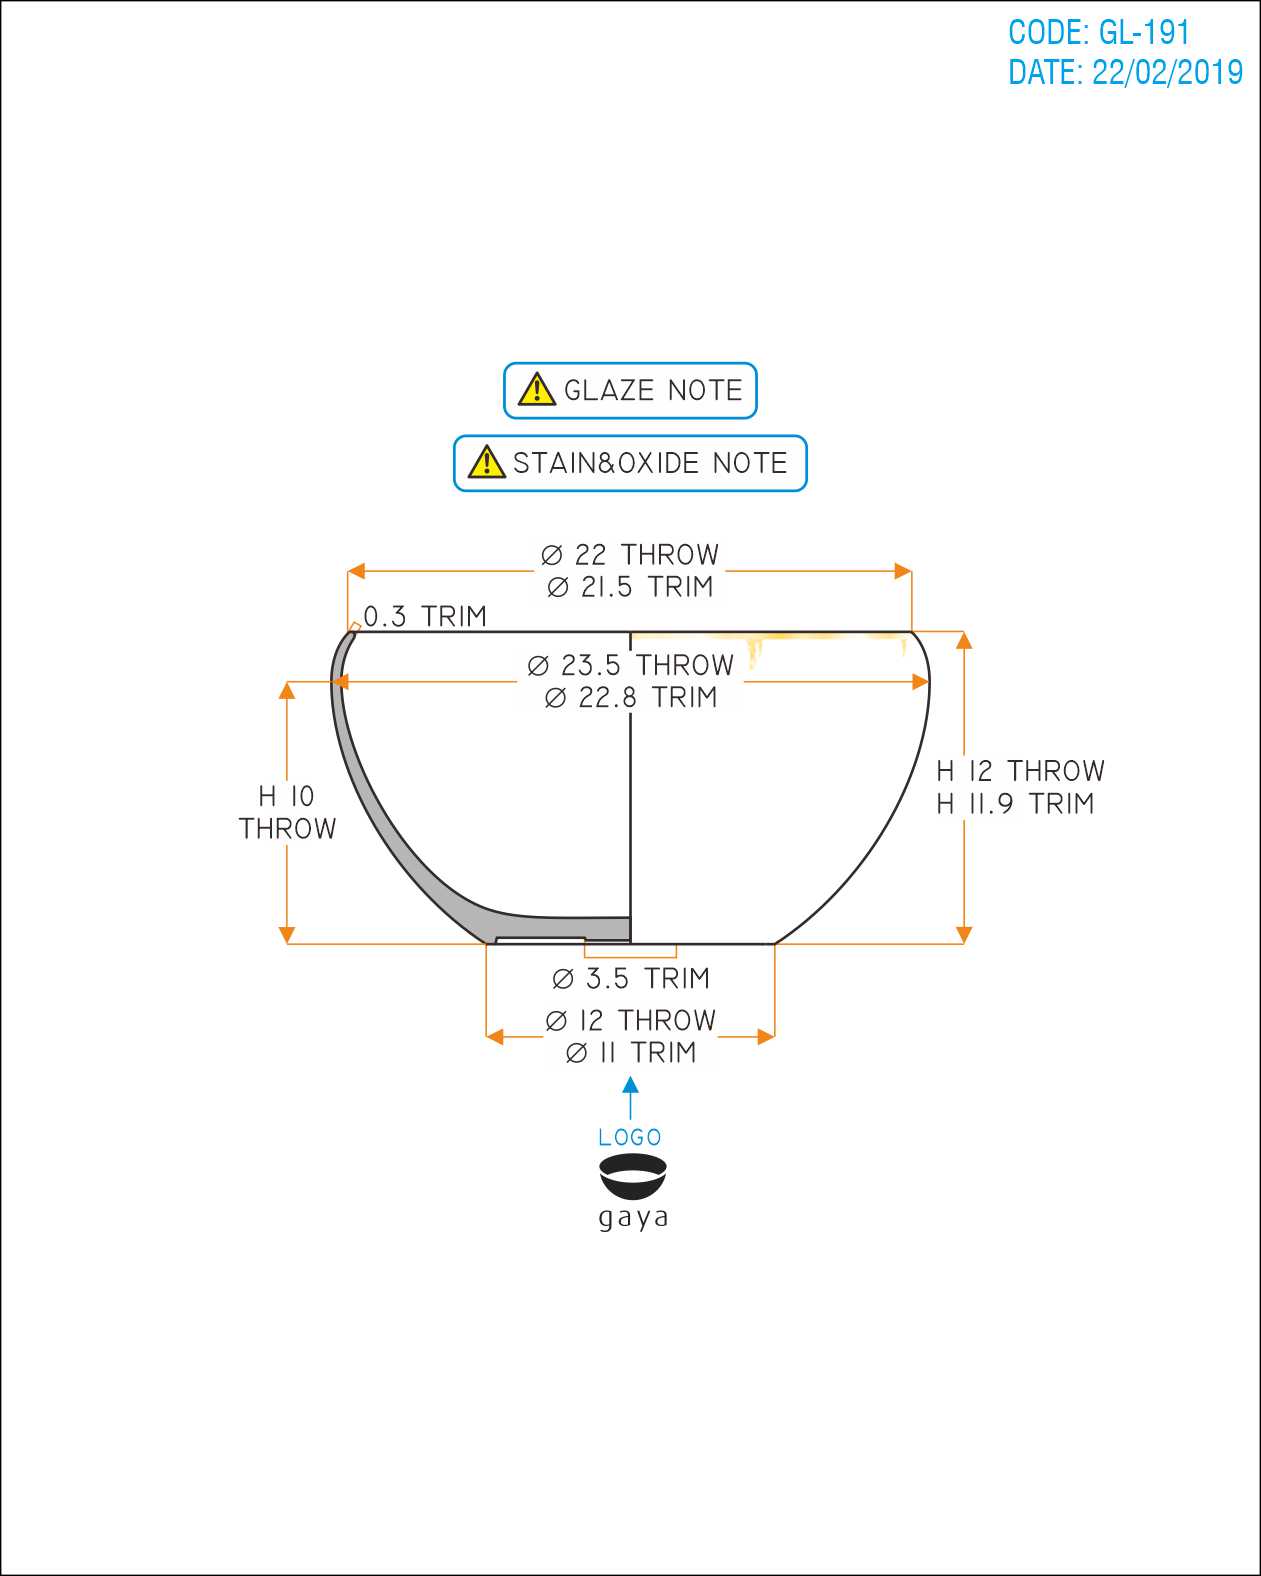 CODE: GL-191
DATE: 22/02/2019
GLAZE NOTE
STAIN&OXIDE NOTE
Ø 22 THROW
Ø 21.5 TRIM
0.3 TRIM
Ø 23.5 THROW
Ø 22.8 TRIM
H 10
THROW
H 12 THROW
H 11.9 TRIM
Ø 3.5 TRIM
Ø 12 THROW
Ø 11 TRIM
LOGO
gaya